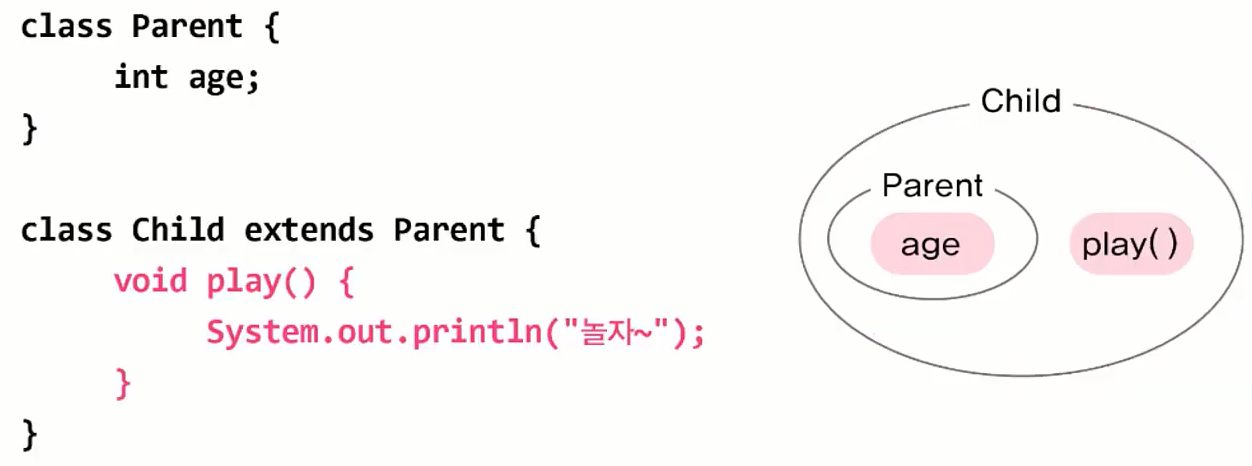 class Parent {
    int age;
}
class Child extends Parent {
    void play() {
        System.out.println("놀자~");
    }
}
Child
Parent
age
play( )